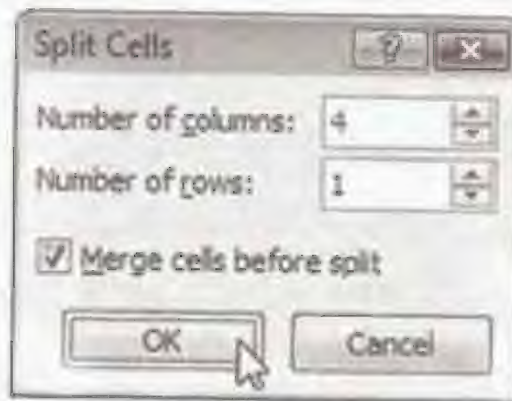 Split Cells
Number of columns: 4
Number of rows: 1
Merge cells before split
OK Cancel